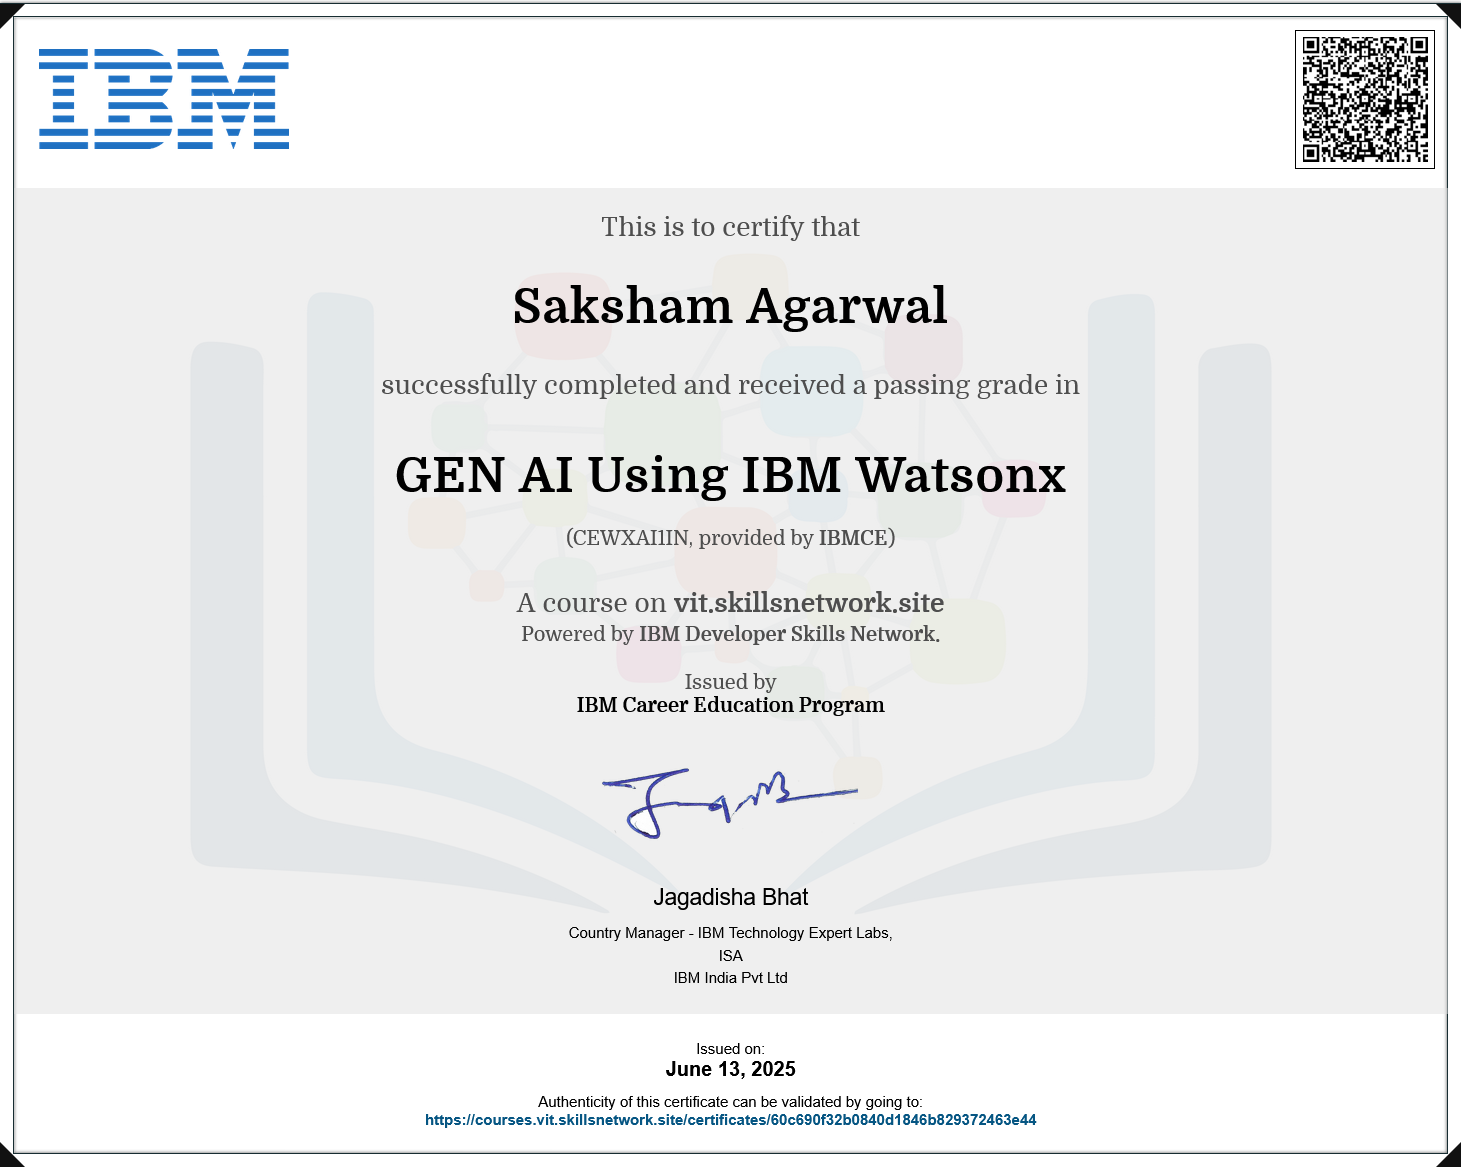 IBM
This is to certify that
Saksham Agarwal
successfully completed and received a passing grade in
GEN AI Using IBM Watsonx
(CEWXAI1IN, provided by IBMCE)
A course on vit.skillsnetwork.site
Powered by IBM Developer Skills Network.
Issued by
IBM Career Education Program
Jagadisha Bhat
Country Manager - IBM Technology Expert Labs,
ISA
IBM India Pvt Ltd
Issued on:
June 13, 2025
Authenticity of this certificate can be validated by going to:
https://courses.vit.skillsnetwork.site/certificates/60c690f32b0840d1846b829372463e44